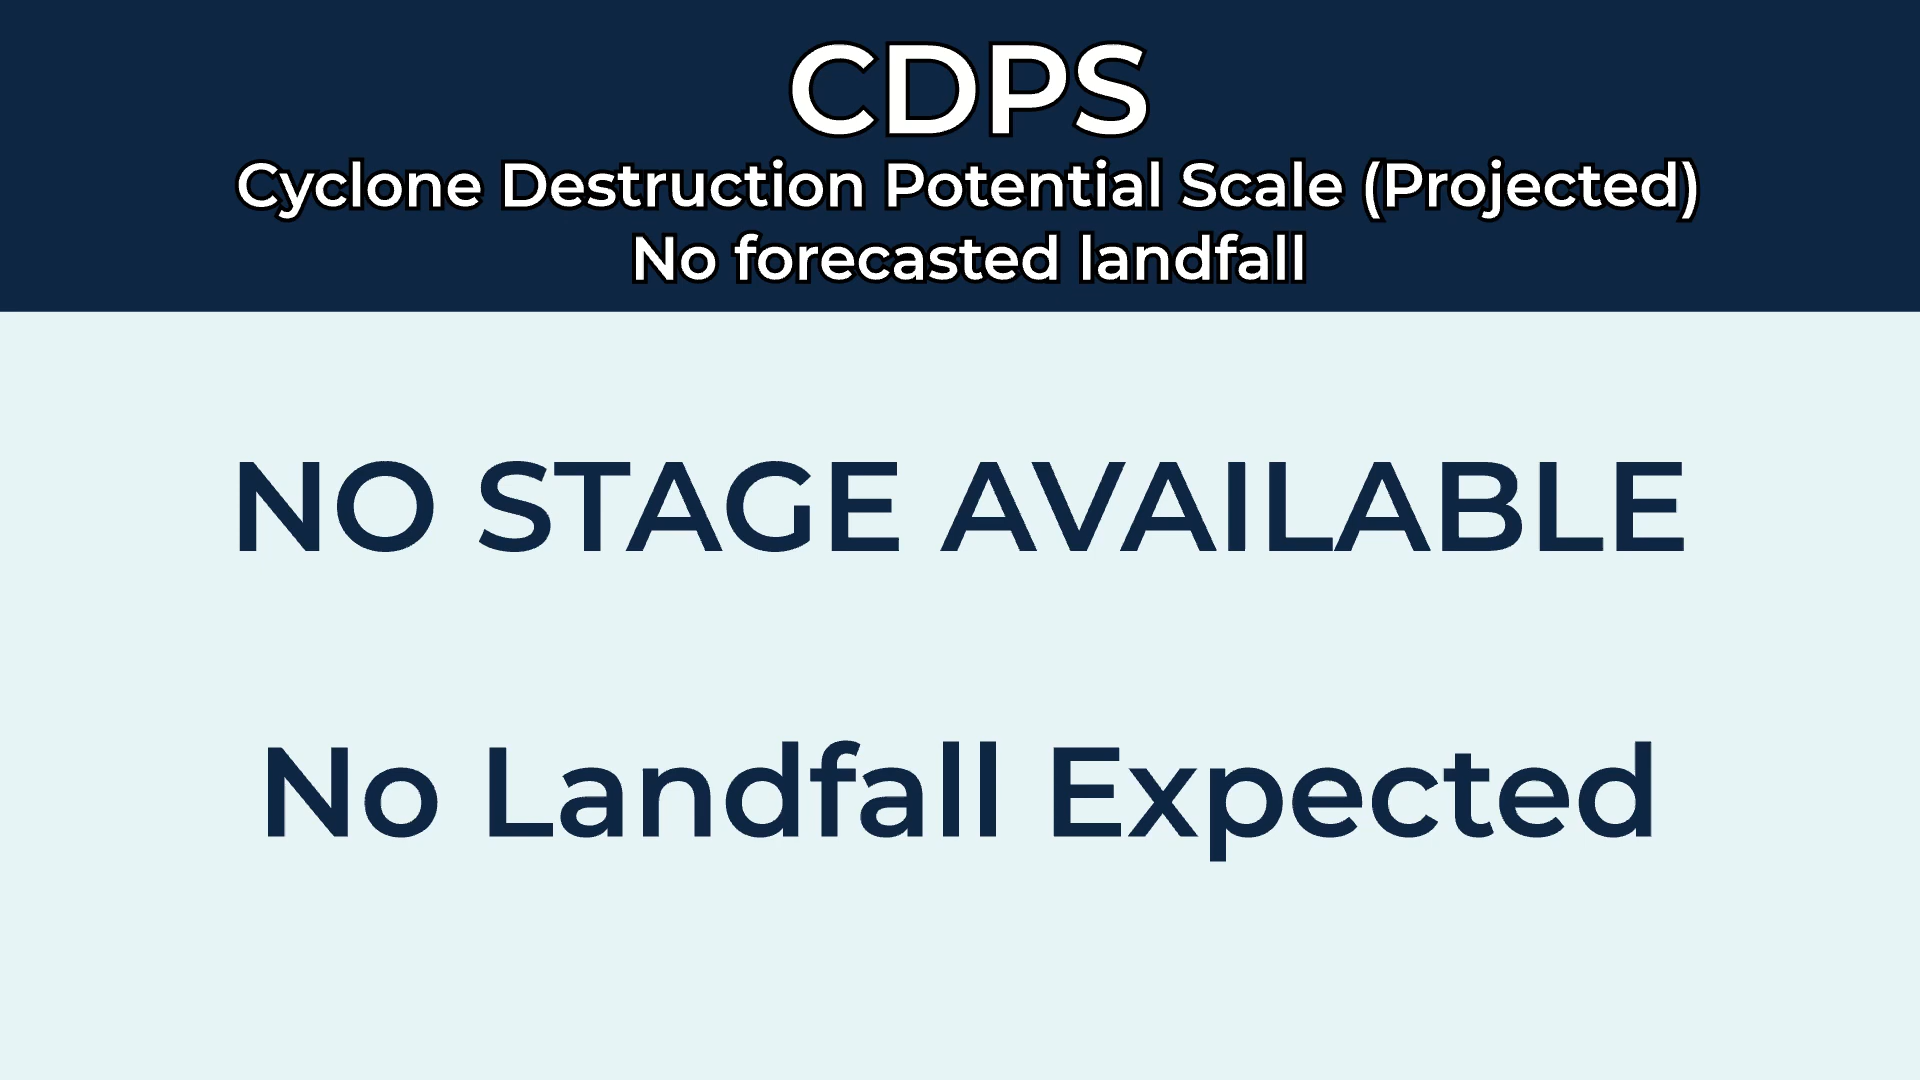 CDPS
Cyclone Destruction Potential Scale (Projected)
No forecasted landfall
NO STAGE AVAILABLE
No Landfall Expected